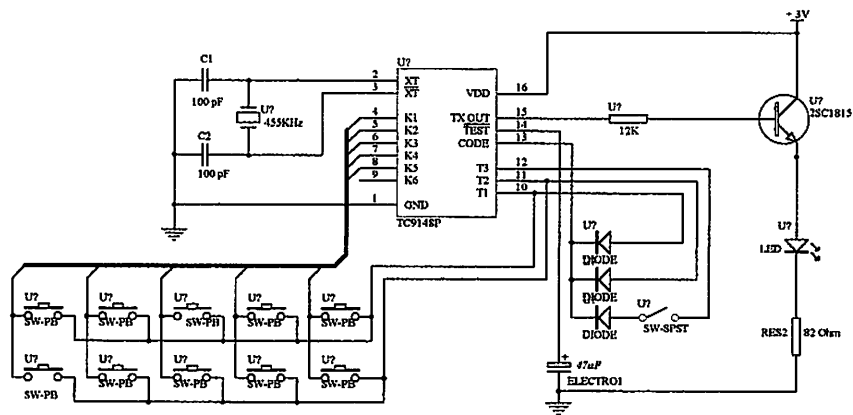 + 3V
C1
U?
100 pF
U?
455KHz
C2
100 pF
2
XT
3
XT
4
K1
5
K2
6
K3
7
K4
8
K5
9
K6
1
GND
VDD
16
TX OUT
15
TEST
14
CODE
13
T3
12
T2
11
T1
10
TC9148P
U?
12K
U?
2SC1815
U?
LED
RES2
82 Ohm
U?
DIODE
DIODE
DIODE
U?
SW-SPST
+
47uF
ELECTRO1
U?
SW-PB
U?
SW-PB
U?
SW-PB
U?
SW-PB
U?
SW-PB
U?
SW-PB
U?
SW-PB
U?
SW-PB
U?
SW-PB
U?
SW-PB